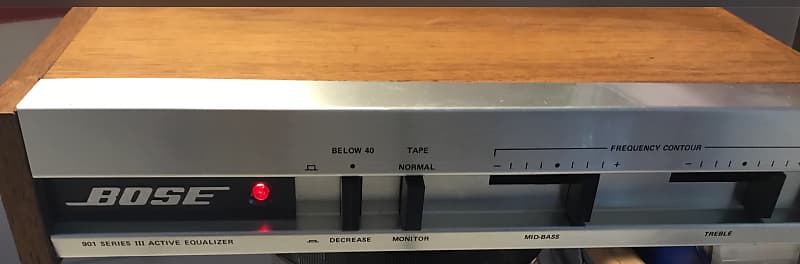 BELOW 40
TAPE
FREQUENCY CONTOUR
NORMAL
- +
-
BOSE
901 SERIES III ACTIVE EQUALIZER
DECREASE
MONITOR
MID-BASS
TREBLE